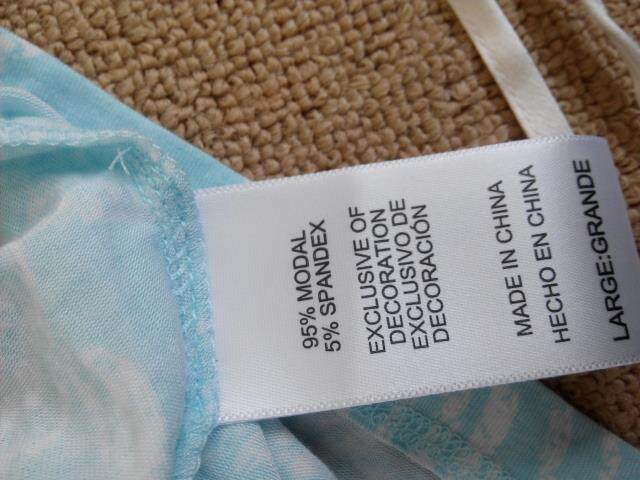 95% MODAL
5% SPANDEX
EXCLUSIVE OF
DECORATION
EXCLUSIVO DE
DECORACIÓN
MADE IN CHINA
HECHO EN CHINA
LARGE:GRANDE